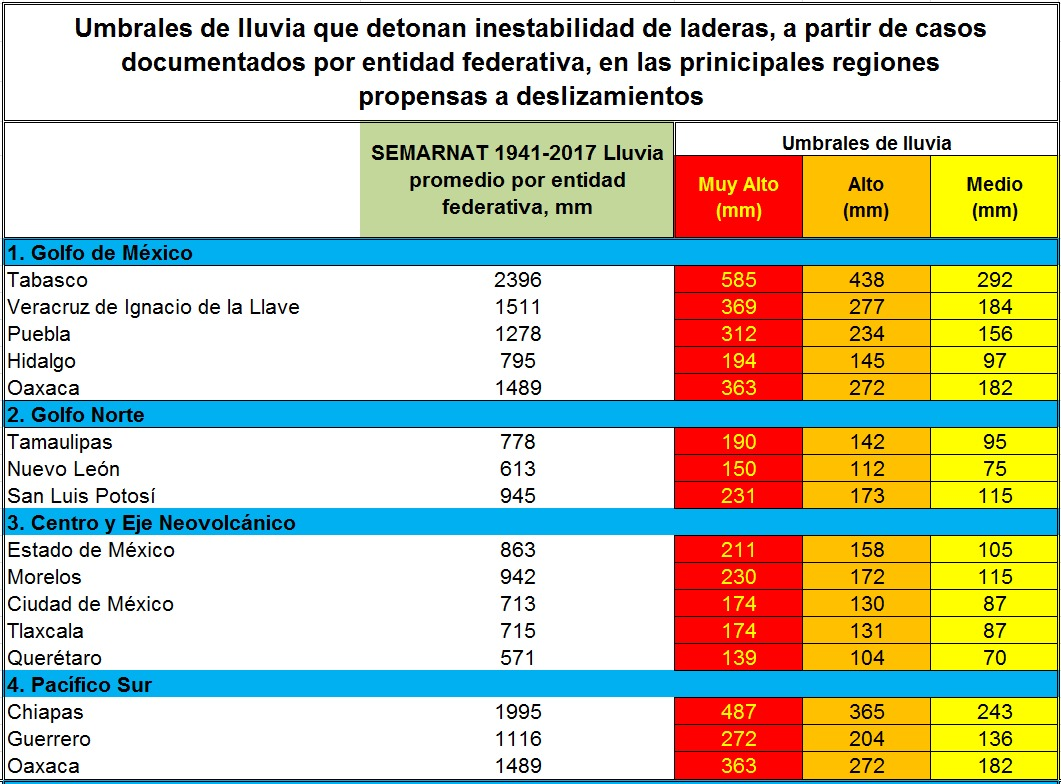 Umbrales de lluvia que detonan inestabilidad de laderas, a partir de casos
documentados por entidad federativa, en las prinicipales regiones
propensas a deslizamientos
SEMARNAT 1941-2017 Lluvia
promedio por entidad
federativa, mm
Umbrales de lluvia
Muy Alto
(mm)
Alto
(mm)
Medio
(mm)
1. Golfo de México
Tabasco 2396 585 438 292
Veracruz de Ignacio de la Llave 1511 369 277 184
Puebla 1278 312 234 156
Hidalgo 795 194 145 97
Oaxaca 1489 363 272 182
2. Golfo Norte
Tamaulipas 778 190 142 95
Nuevo León 613 150 112 75
San Luis Potosí 945 231 173 115
3. Centro y Eje Neovolcánico
Estado de México 863 211 158 105
Morelos 942 230 172 115
Ciudad de México 713 174 130 87
Tlaxcala 715 174 131 87
Querétaro 571 139 104 70
4. Pacífico Sur
Chiapas 1995 487 365 243
Guerrero 1116 272 204 136
Oaxaca 1489 363 272 182